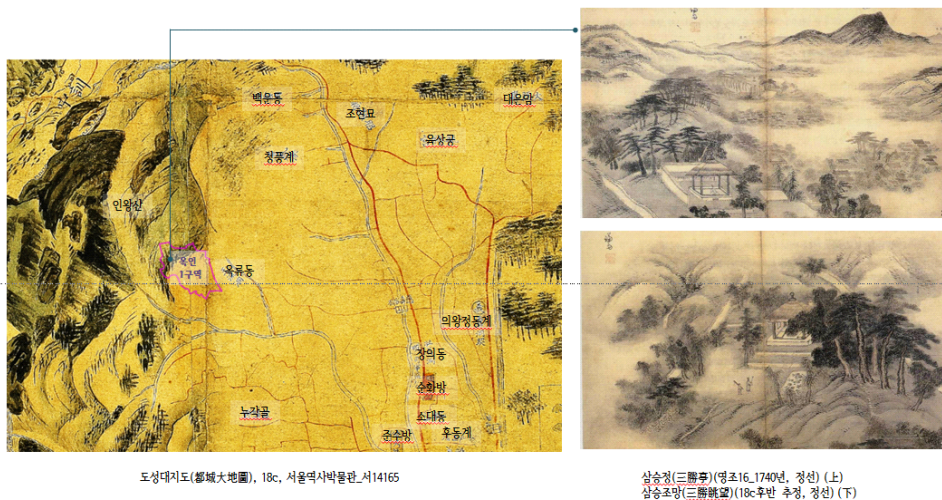 백운동
대운암
조현묘
육상궁
청풍계
인왕산
옥인
1구역
옥류동
의왕정동계
장의동
순화방
누각골
소대동
준수방
후동계
도성대지도(都城大地圖), 18c, 서울역사박물관_서14165
삼승정(三勝亭)(영조16_1740년, 정선) (上)
삼승조망(三勝眺望)(18c후반 추정, 정선) (下)